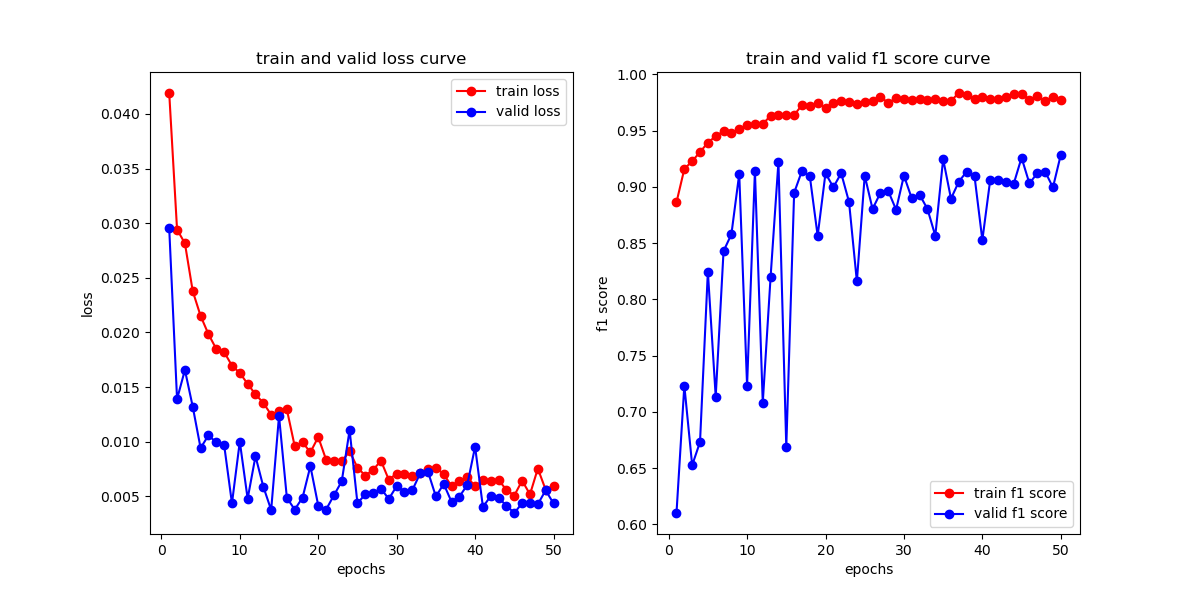 train and valid loss curve
train loss
valid loss
0.040
0.035
0.030
0.025
0.020
0.015
0.010
0.005
loss
0 10 20 30 40 50
epochs
train and valid f1 score curve
1.00
0.95
0.90
0.85
0.80
0.75
0.70
0.65
0.60
f1 score
train f1 score
valid f1 score
0 10 20 30 40 50
epochs